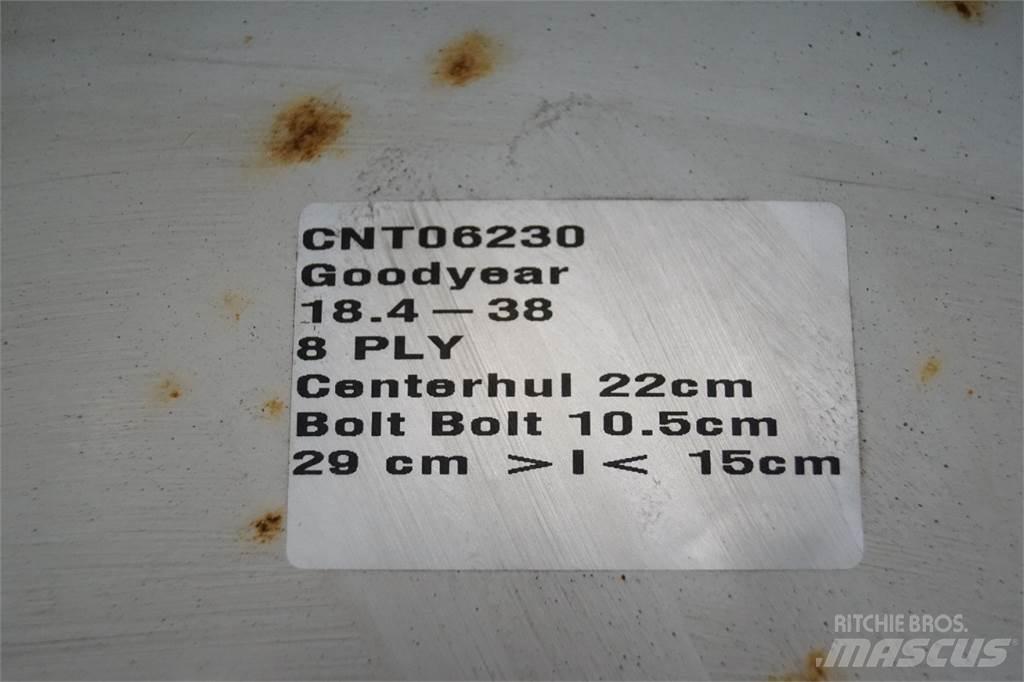 CNT06230
Goodyear
18.4 — 38
8 PLY
Centerhul 22cm
Bolt Bolt 10.5cm
29 cm >I< 15cm
RITCHIE BROS.
MASCUS